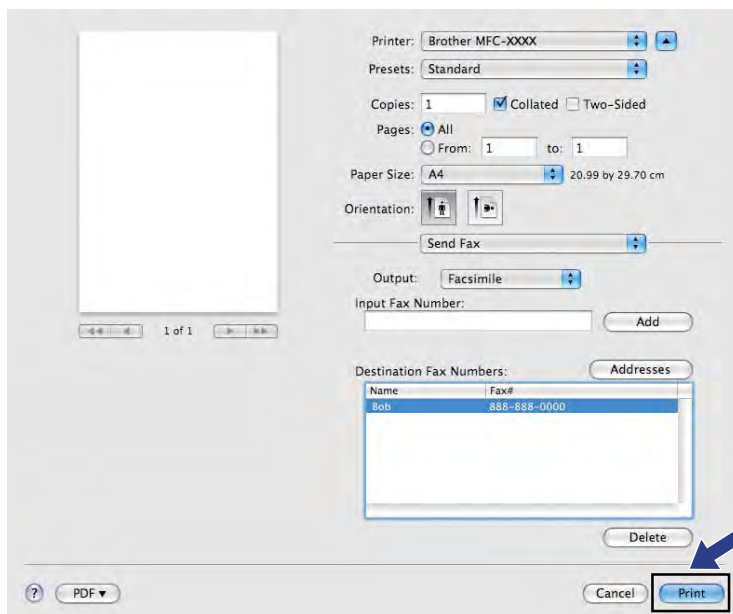 Printer: Brother MFC-XXXX
Presets: Standard
Copies: 1 Collated Two-Sided
Pages: All
From: 1 to: 1
Paper Size: A4 20.99 by 29.70 cm
Orientation:
Send Fax
Output: Facsimile
Input Fax Number:
Add
1 of 1
Destination Fax Numbers: Addresses
Name Fax#
Bob 888-888-0000
Delete
? PDF Cancel Print